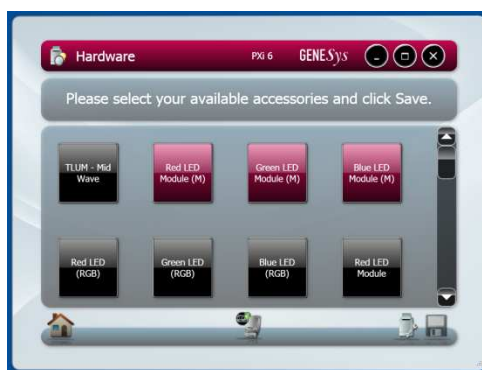 Hardware
PXi 6
GENESys
Please select your available accessories and click Save.
TLUM - Mid
Wave
Red LED
Module (M)
Green LED
Module (M)
Blue LED
Module (M)
Red LED
(RGB)
Green LED
(RGB)
Blue LED
(RGB)
Red LED
Module